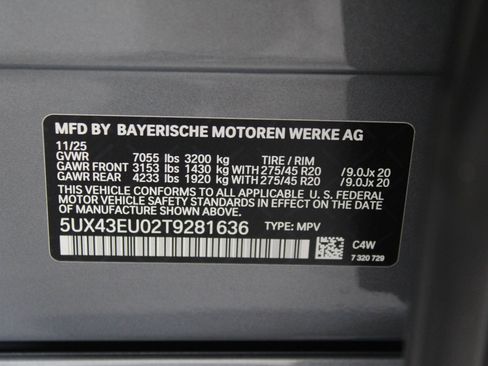 MFD BY BAYERISCHE MOTOREN WERKE AG
11/25
GVWR 7055 lbs 3200 kg TIRE / RIM
GAWR FRONT 3153 lbs 1430 kg WITH 275/45 R20 / 9.0Jx 20
GAWR REAR 4233 lbs 1920 kg WITH 275/45 R20 / 9.0Jx 20
THIS VEHICLE CONFORMS TO ALL APPLICABLE U. S. FEDERAL
MOTOR VEHICLE SAFETY STANDARDS IN EFFECT ON THE DATE
OF MANUFACTURE SHOWN ABOVE.
5UX43EU02T9281636 TYPE: MPV
C4W
7 320 729